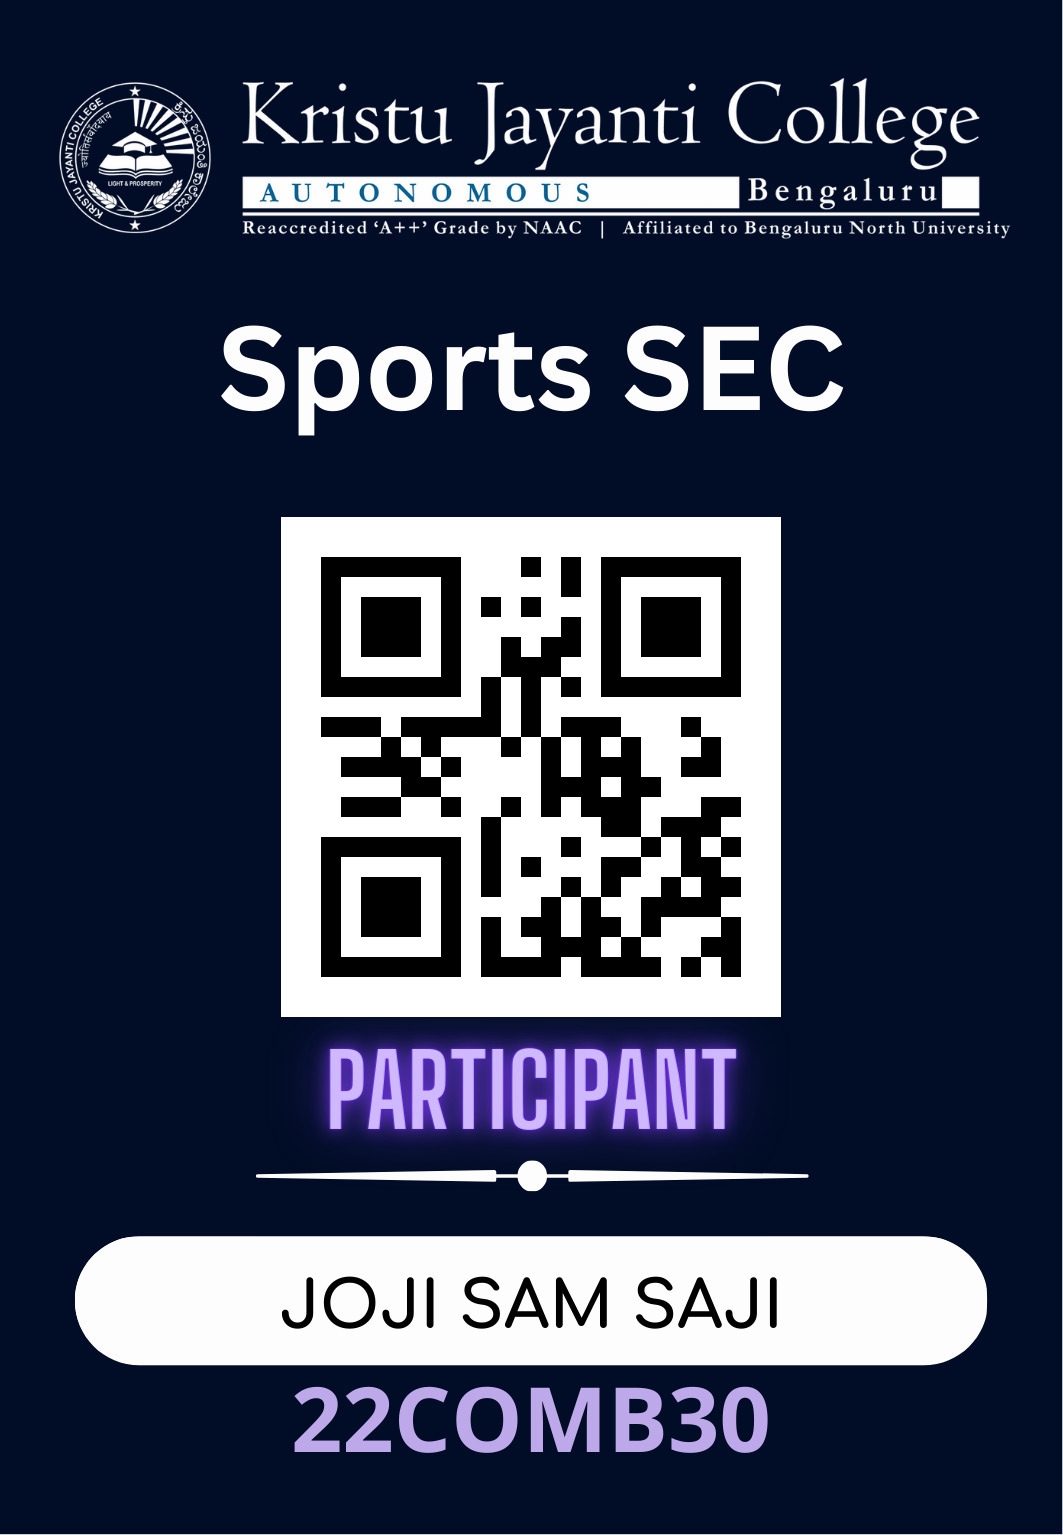 Kristu Jayanti College
AUTONOMOUS Bengaluru
Reaccredited ‘A++’ Grade by NAAC | Affiliated to Bengaluru North University
KRISTU JAYANTI COLLEGE
ಕ್ರಿಸ್ತು ಜಯಂತಿ ಕಾಲೇಜು
LIGHT & PROSPERITY
Sports SEC
PARTICIPANT
JOJI SAM SAJI
22COMB30